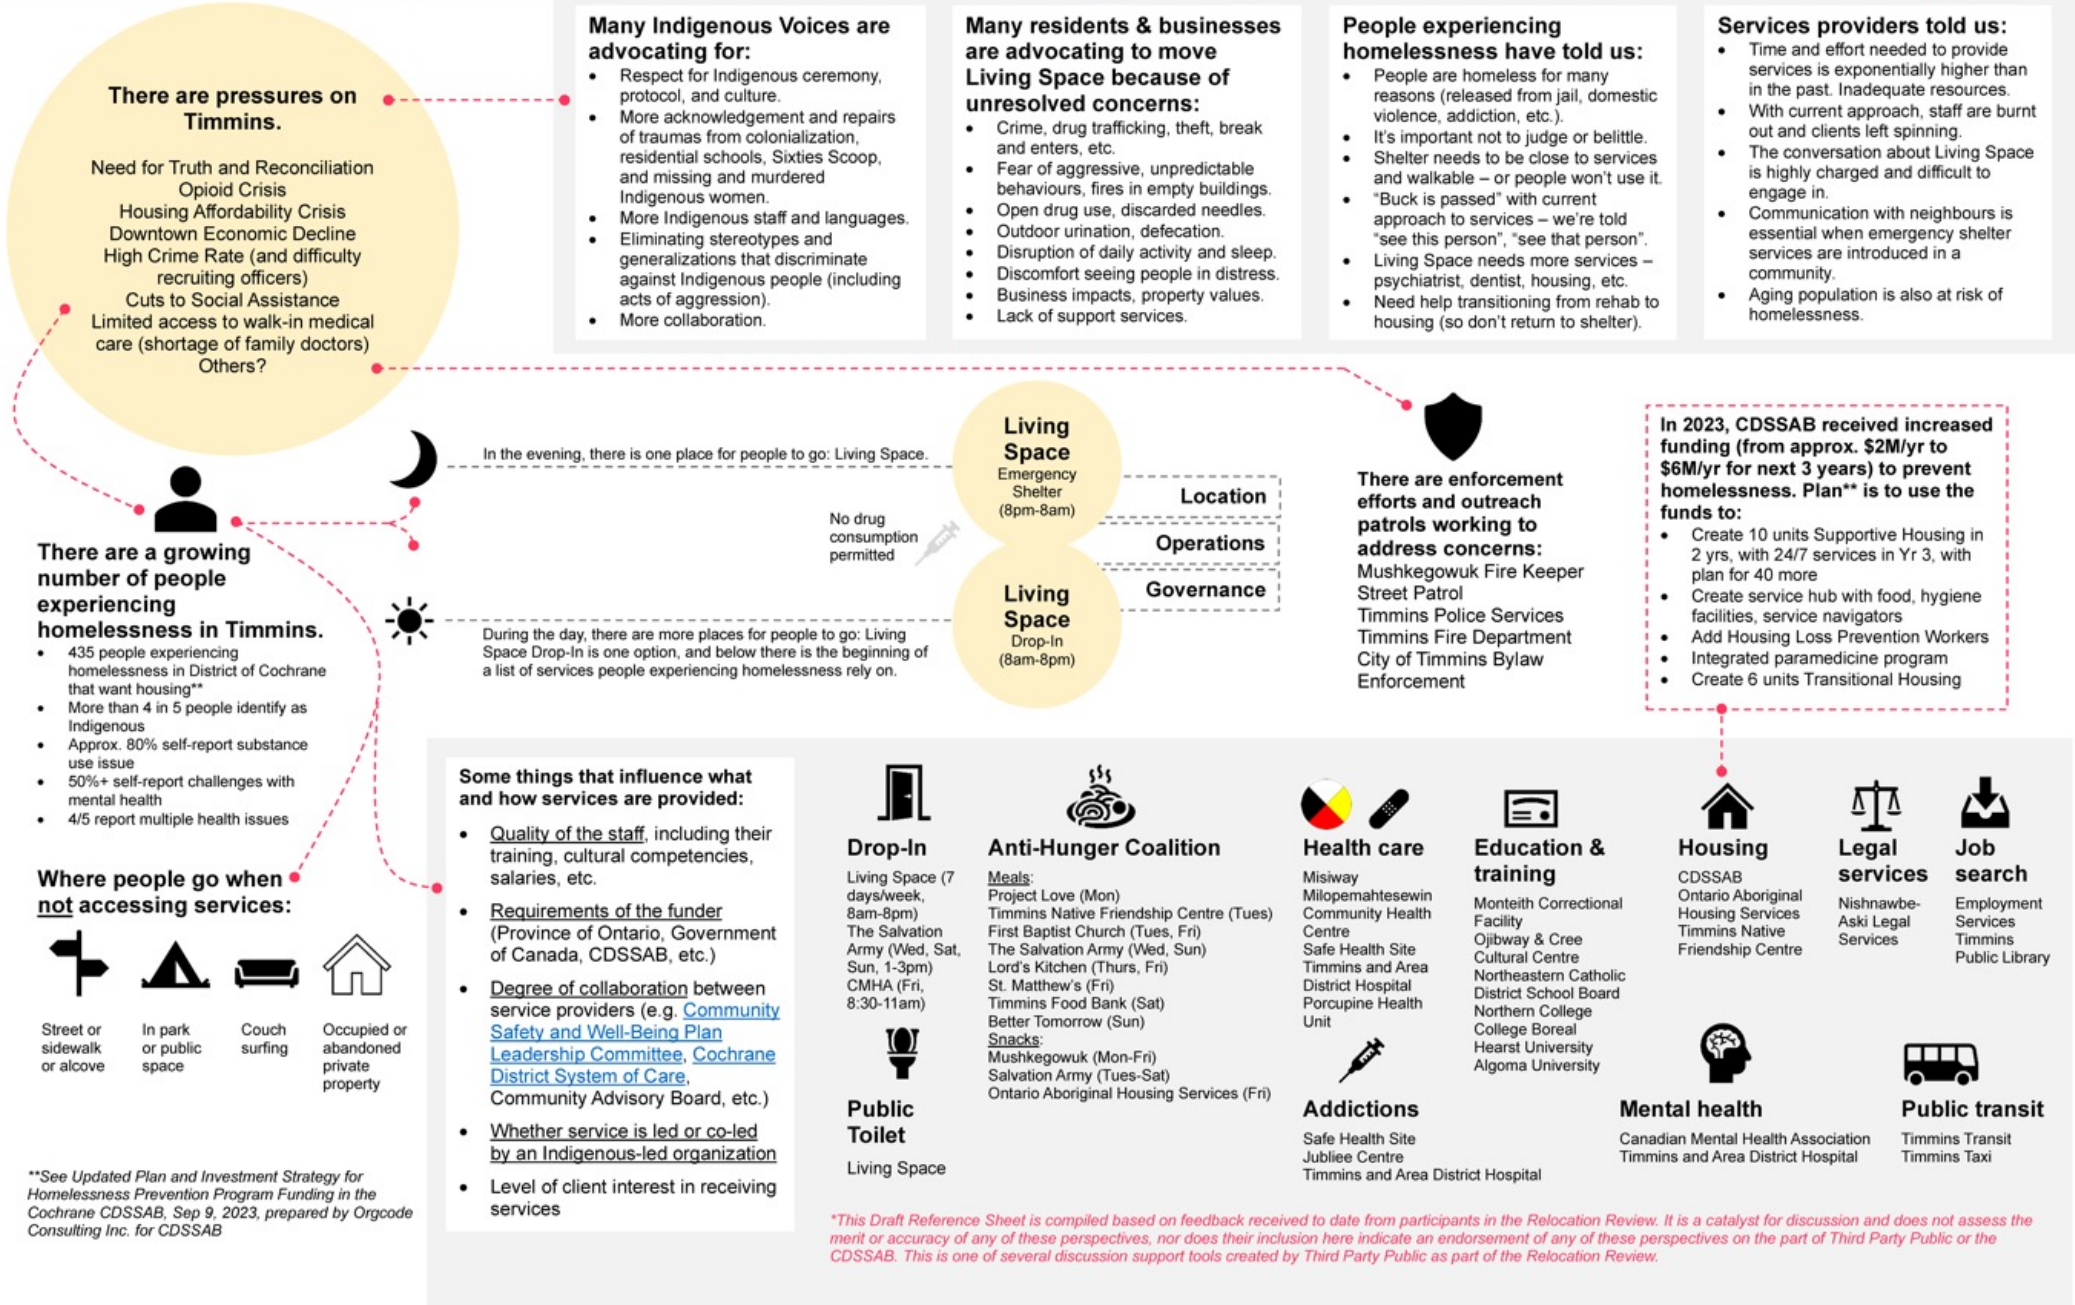 There are pressures on
Timmins.
Need for Truth and Reconciliation
Opioid Crisis
Housing Affordability Crisis
Downtown Economic Decline
High Crime Rate (and difficulty
recruiting officers)
Cuts to Social Assistance
Limited access to walk-in medical
care (shortage of family doctors)
Others?
Many Indigenous Voices are
advocating for:
• Respect for Indigenous ceremony,
protocol, and culture.
• More acknowledgement and repairs
of traumas from colonialization,
residential schools, Sixties Scoop,
and missing and murdered
Indigenous women.
• More Indigenous staff and languages.
• Eliminating stereotypes and
generalizations that discriminate
against Indigenous people (including
acts of aggression).
• More collaboration.
Many residents & businesses
are advocating to move
Living Space because of
unresolved concerns:
• Crime, drug trafficking, theft, break
and enters, etc.
• Fear of aggressive, unpredictable
behaviours, fires in empty buildings.
• Open drug use, discarded needles.
• Outdoor urination, defecation.
• Disruption of daily activity and sleep.
• Discomfort seeing people in distress.
• Business impacts, property values.
• Lack of support services.
People experiencing
homelessness have told us:
• People are homeless for many
reasons (released from jail, domestic
violence, addiction, etc.).
• It's important not to judge or belittle.
• Shelter needs to be close to services
and walkable – or people won't use it.
• "Buck is passed" with current
approach to services – we're told
"see this person", "see that person".
• Living Space needs more services –
psychiatrist, dentist, housing, etc.
• Need help transitioning from rehab to
housing (so don't return to shelter).
Services providers told us:
• Time and effort needed to provide
services is exponentially higher than
in the past. Inadequate resources.
• With current approach, staff are burnt
out and clients left spinning.
• The conversation about Living Space
is highly charged and difficult to
engage in.
• Communication with neighbours is
essential when emergency shelter
services are introduced in a
community.
• Aging population is also at risk of
homelessness.
There are a growing
number of people
experiencing
homelessness in Timmins.
• 435 people experiencing
homelessness in District of Cochrane
that want housing**
• More than 4 in 5 people identify as
Indigenous
• Approx. 80% self-report substance
use issue
• 50%+ self-report challenges with
mental health
• 4/5 report multiple health issues
In the evening, there is one place for people to go: Living Space.
No drug
consumption
permitted
During the day, there are more places for people to go: Living
Space Drop-In is one option, and below there is the beginning of
a list of services people experiencing homelessness rely on.
Living
Space
Emergency
Shelter
(8pm-8am)
Living
Space
Drop-In
(8am-8pm)
Location
Operations
Governance
There are enforcement
efforts and outreach
patrols working to
address concerns:
Mushkegowuk Fire Keeper
Street Patrol
Timmins Police Services
Timmins Fire Department
City of Timmins Bylaw
Enforcement
In 2023, CDSSAB received increased
funding (from approx. $2M/yr to
$6M/yr for next 3 years) to prevent
homelessness. Plan** is to use the
funds to:
• Create 10 units Supportive Housing in
2 yrs, with 24/7 services in Yr 3, with
plan for 40 more
• Create service hub with food, hygiene
facilities, service navigators
• Add Housing Loss Prevention Workers
• Integrated paramedicine program
• Create 6 units Transitional Housing
Where people go when
not accessing services:
Street or
sidewalk
or alcove
In park
or public
space
Couch
surfing
Occupied or
abandoned
private
property
**See Updated Plan and Investment Strategy for
Homelessness Prevention Program Funding in the
Cochrane CDSSAB, Sep 9, 2023, prepared by Orgcode
Consulting Inc. for CDSSAB
Some things that influence what
and how services are provided:
• Quality of the staff, including their
training, cultural competencies,
salaries, etc.
• Requirements of the funder
(Province of Ontario, Government
of Canada, CDSSAB, etc.)
• Degree of collaboration between
service providers (e.g. Community
Safety and Well-Being Plan
Leadership Committee, Cochrane
District System of Care,
Community Advisory Board, etc.)
• Whether service is led or co-led
by an Indigenous-led organization
• Level of client interest in receiving
services
Drop-In
Living Space (7
days/week,
8am-8pm)
The Salvation
Army (Wed, Sat,
Sun, 1-3pm)
CMHA (Fri,
8:30-11am)
Public
Toilet
Living Space
Anti-Hunger Coalition
Meals:
Project Love (Mon)
Timmins Native Friendship Centre (Tues)
First Baptist Church (Tues, Fri)
The Salvation Army (Wed, Sun)
Lord's Kitchen (Thurs, Fri)
St. Matthew's (Fri)
Timmins Food Bank (Sat)
Better Tomorrow (Sun)
Snacks:
Mushkegowuk (Mon-Fri)
Salvation Army (Tues-Sat)
Ontario Aboriginal Housing Services (Fri)
Health care
Misiway
Milopemahtesewin
Community Health
Centre
Safe Health Site
Timmins and Area
District Hospital
Porcupine Health
Unit
Addictions
Safe Health Site
Jubliee Centre
Timmins and Area District Hospital
Education &
training
Monteith Correctional
Facility
Ojibway & Cree
Cultural Centre
Northeastern Catholic
District School Board
Northern College
College Boreal
Hearst University
Algoma University
Housing
CDSSAB
Ontario Aboriginal
Housing Services
Timmins Native
Friendship Centre
Legal
services
Nishnawbe-
Aski Legal
Services
Job
search
Employment
Services
Timmins
Public Library
Mental health
Canadian Mental Health Association
Timmins and Area District Hospital
Public transit
Timmins Transit
Timmins Taxi
*This Draft Reference Sheet is compiled based on feedback received to date from participants in the Relocation Review. It is a catalyst for discussion and does not assess the
merit or accuracy of any of these perspectives, nor does their inclusion here indicate an endorsement of any of these perspectives on the part of Third Party Public or the
CDSSAB. This is one of several discussion support tools created by Third Party Public as part of the Relocation Review.